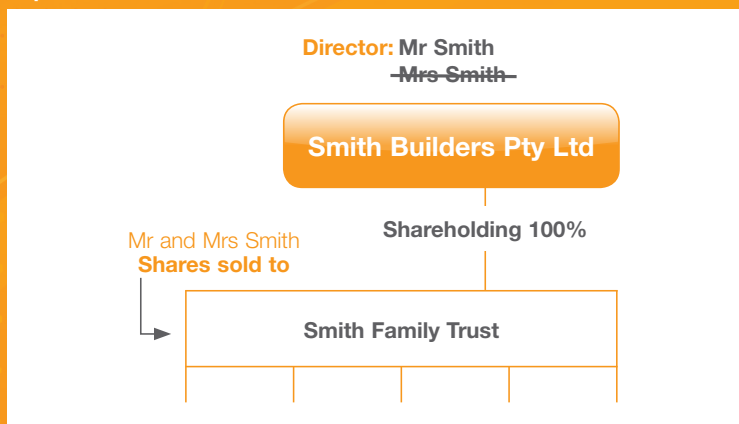 Director: Mr Smith
Mrs Smith
Smith Builders Pty Ltd
Shareholding 100%
Mr and Mrs Smith
Shares sold to
Smith Family Trust